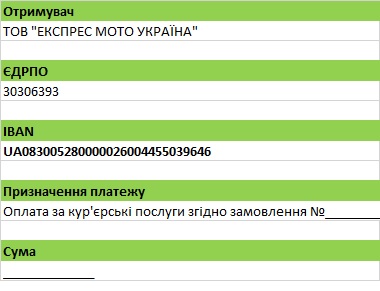 Отримувач
ТОВ "ЕКСПРЕС МОТО УКРАЇНА"
ЄДРПО
30306393
IBAN
UA083005280000026004455039646
Призначення платежу
Оплата за кур'єрські послуги згідно замовлення №_________
Сума
______________